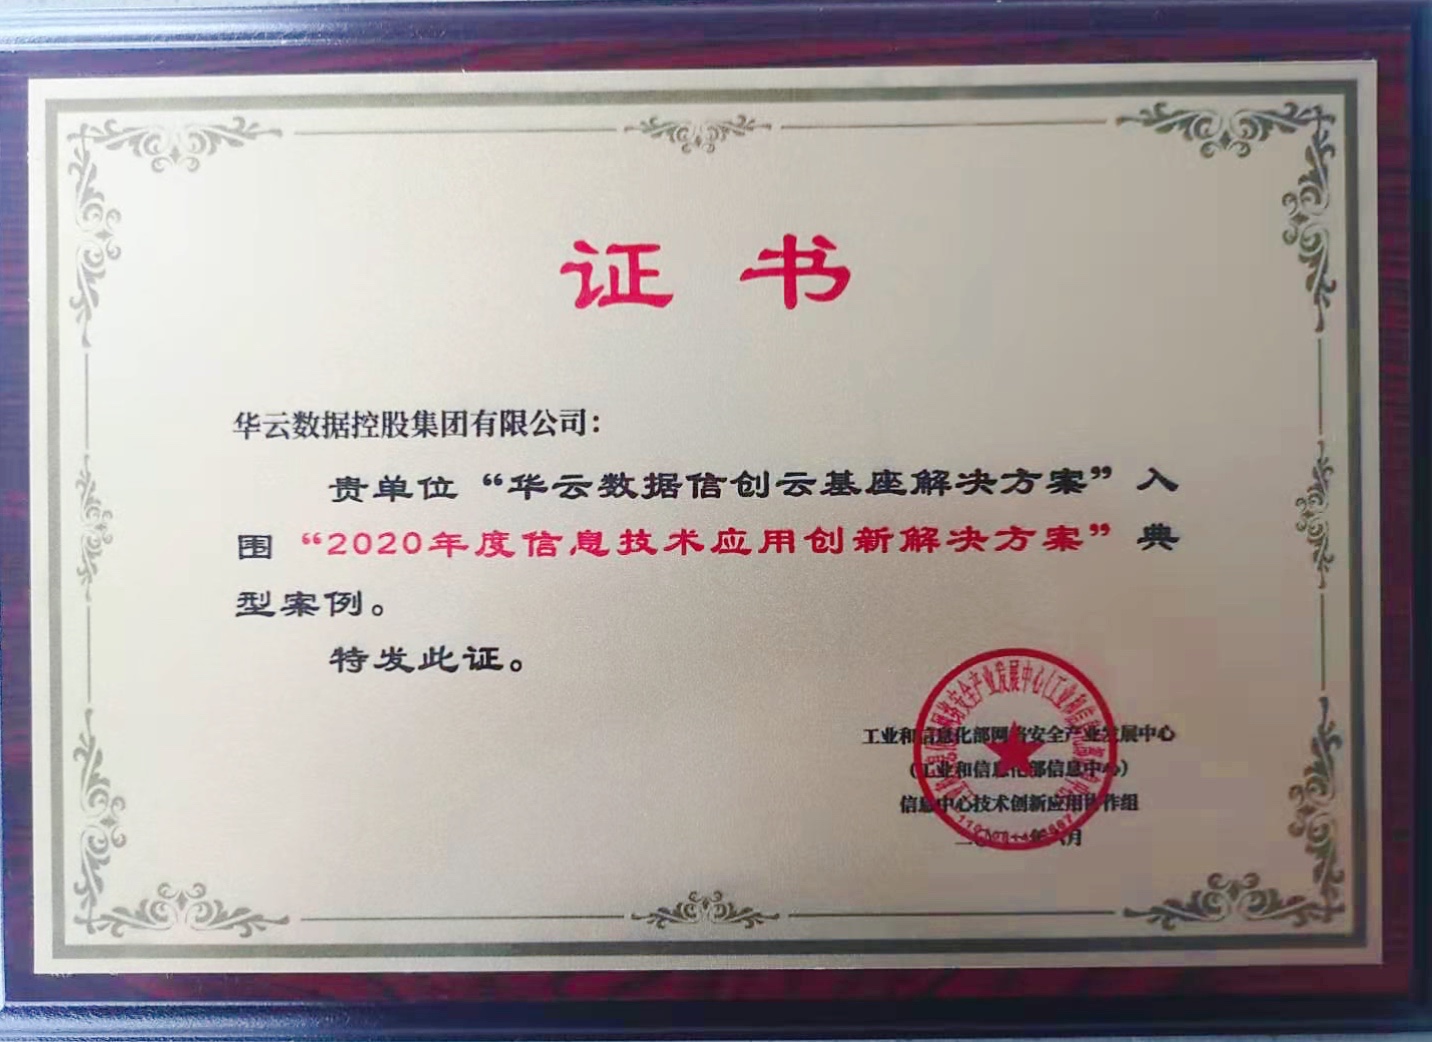 证书
华云数据控股集团有限公司：
贵单位“华云数据信创云基座解决方案”入
围“2020年度信息技术应用创新解决方案”典
型案例。
特发此证。
工业和信息化部网络安全产业发展中心
（工业和信息化部信息中心）
信息中心技术创新应用协作组